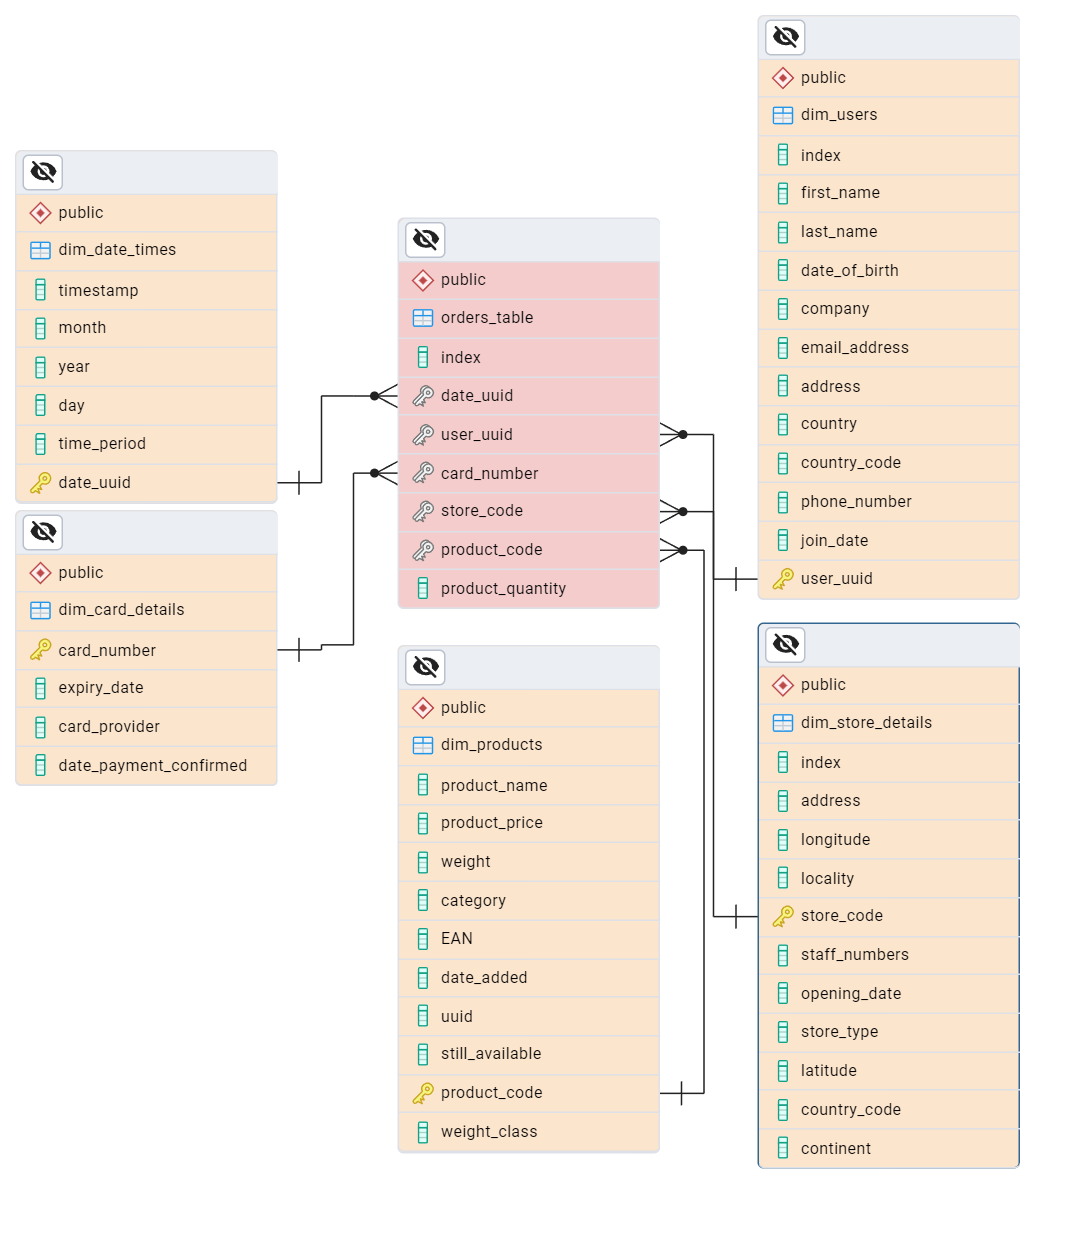 public
dim_date_times
timestamp
month
year
day
time_period
date_uuid
public
dim_card_details
card_number
expiry_date
card_provider
date_payment_confirmed
public
orders_table
index
date_uuid
user_uuid
card_number
store_code
product_code
product_quantity
public
dim_products
product_name
product_price
weight
category
EAN
date_added
uuid
still_available
product_code
weight_class
public
dim_users
index
first_name
last_name
date_of_birth
company
email_address
address
country
country_code
phone_number
join_date
user_uuid
public
dim_store_details
index
address
longitude
locality
store_code
staff_numbers
opening_date
store_type
latitude
country_code
continent